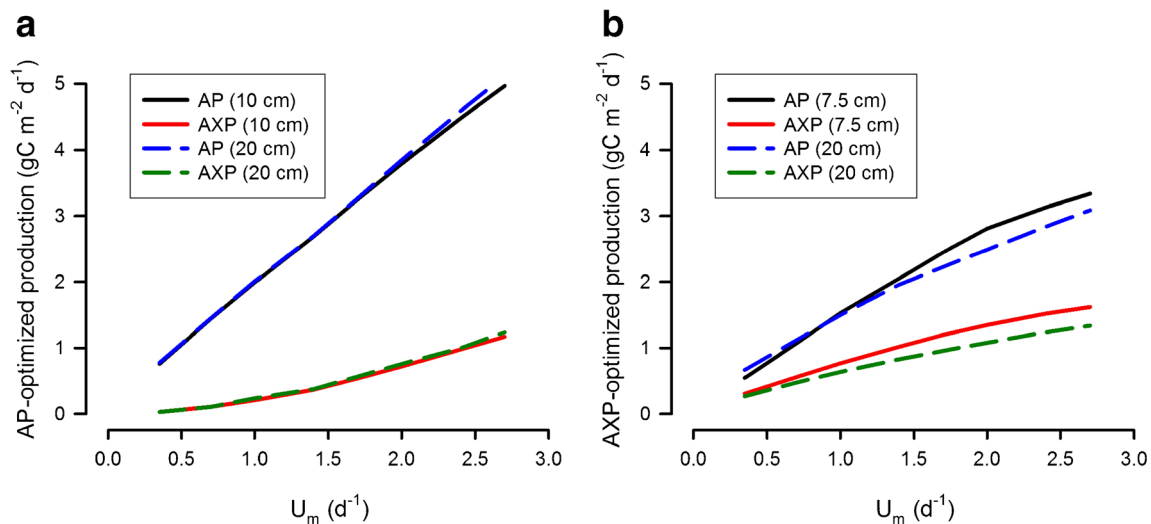 a
AP-optimized production (gC m⁻² d⁻¹)
5
4
3
2
1
0
AP (10 cm)
AXP (10 cm)
AP (20 cm)
AXP (20 cm)
0.0 0.5 1.0 1.5 2.0 2.5 3.0
Uₘ (d⁻¹)
b
AXP-optimized production (gC m⁻² d⁻¹)
5
4
3
2
1
0
AP (7.5 cm)
AXP (7.5 cm)
AP (20 cm)
AXP (20 cm)
0.0 0.5 1.0 1.5 2.0 2.5 3.0
Uₘ (d⁻¹)